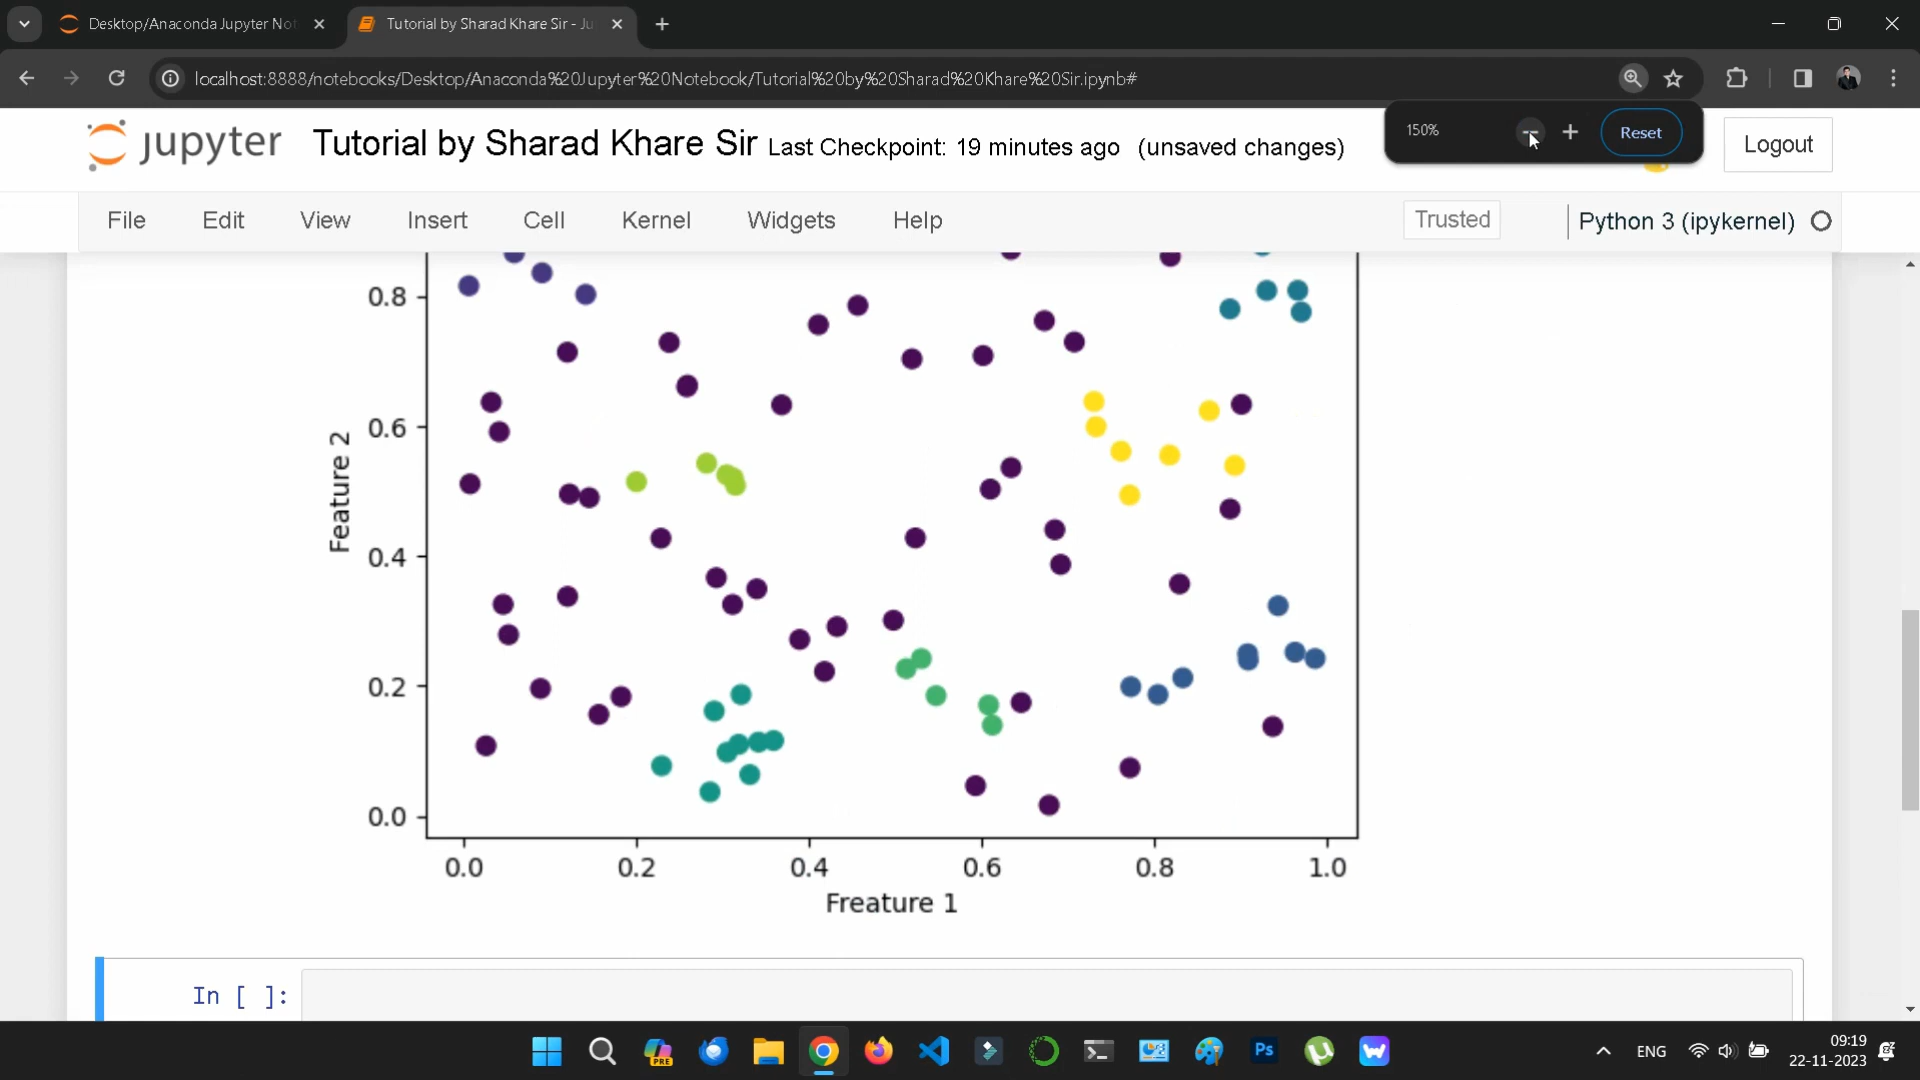 Desktop/Anaconda Jupyter Not
Tutorial by Sharad Khare Sir - Ju
localhost:8888/notebooks/Desktop/Anaconda%20Jupyter%20Notebook/Tutorial%20by%20Sharad%20Khare%20Sir.ipynb#
150%
Reset
jupyter Tutorial by Sharad Khare Sir Last Checkpoint: 19 minutes ago (unsaved changes)
Logout
File Edit View Insert Cell Kernel Widgets Help
Trusted
Python 3 (ipykernel)
0.8
0.6
Feature 2
0.4
0.2
0.0
0.0 0.2 0.4 0.6 0.8 1.0
Freature 1
In [ ]:
PRE
Ps
ENG
09:19
22-11-2023